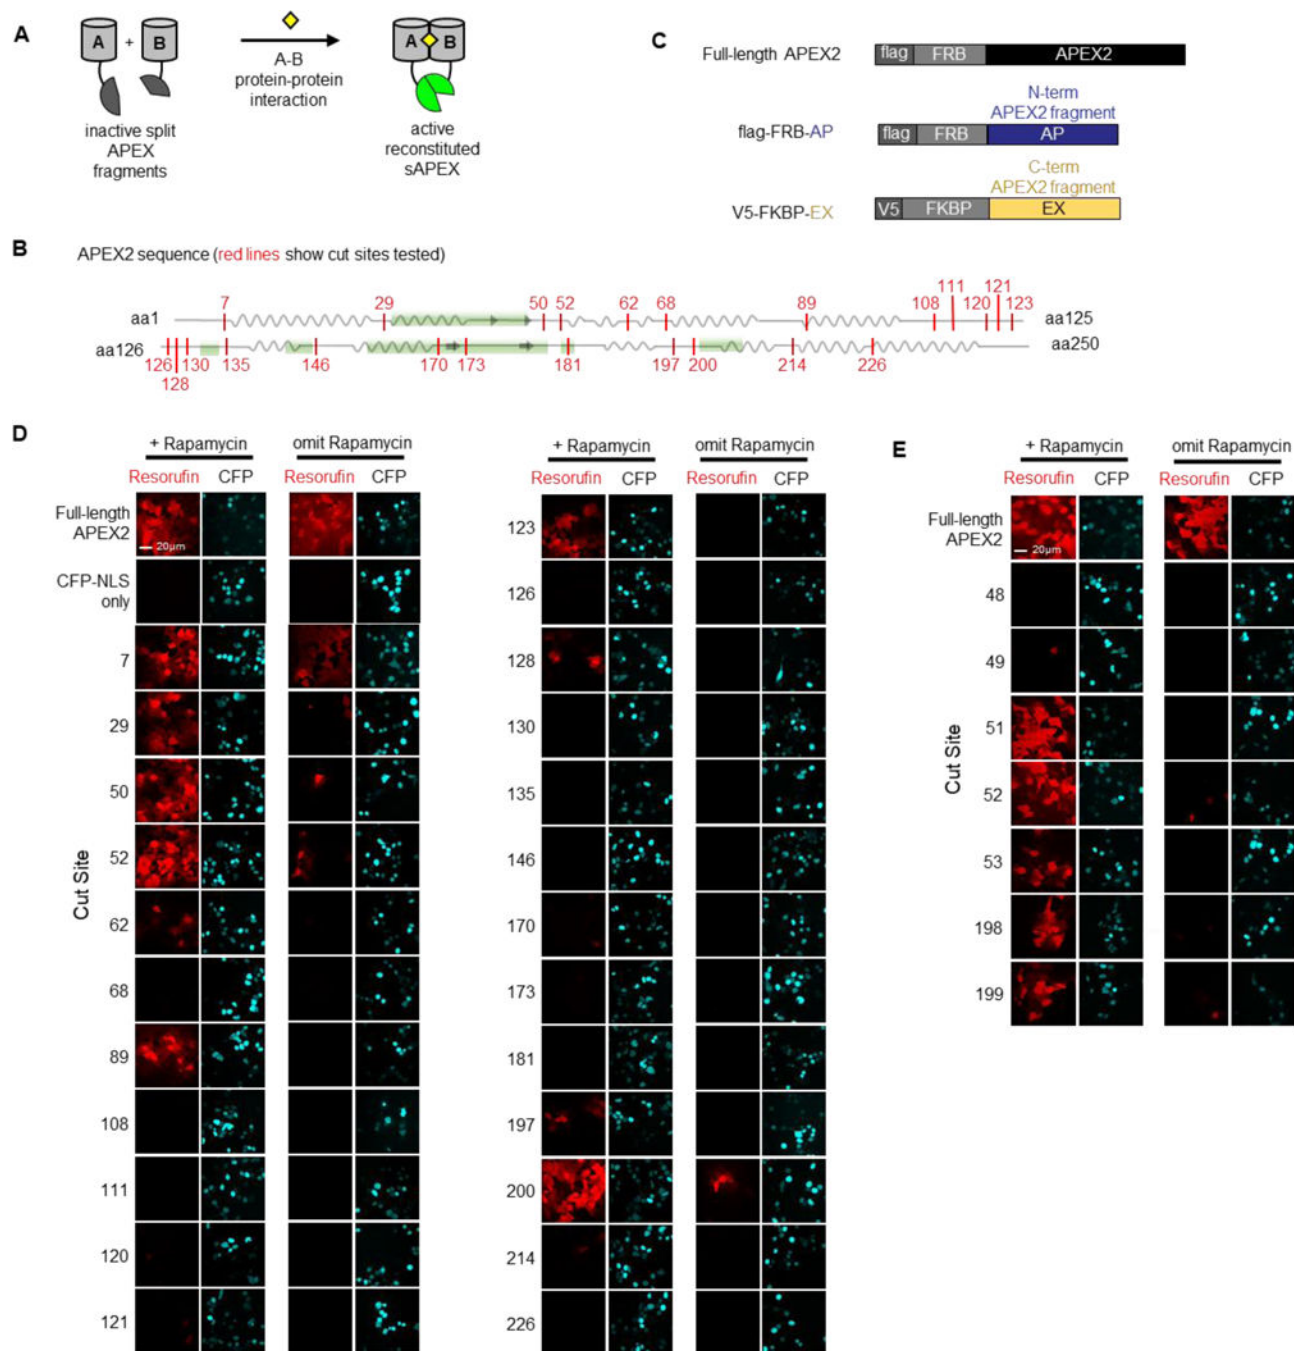 A
A + B
A B
A-B
protein-protein
interaction
inactive split
APEX
fragments
active
reconstituted
sAPEX
C
Full-length APEX2
flag FRB APEX2
N-term
APEX2 fragment
flag-FRB-AP
flag FRB AP
C-term
APEX2 fragment
V5-FKBP-EX
V5 FKBP EX
B
APEX2 sequence (red lines show cut sites tested)
7 29 50 52 62 68 89 108 111 120 121 123
aa1 aa125
aa126 aa250
126 128 130 135 146 170 173 181 197 200 214 226
D
+ Rapamycin omit Rapamycin
Resorufin CFP Resorufin CFP
Full-length
APEX2
20μm
CFP-NLS
only
7
29
50
52
Cut Site
62
68
89
108
111
120
121
+ Rapamycin omit Rapamycin
Resorufin CFP Resorufin CFP
123
126
128
130
135
146
170
173
181
197
200
214
226
E
+ Rapamycin omit Rapamycin
Resorufin CFP Resorufin CFP
Full-length
APEX2
20μm
48
49
51
Cut Site
52
53
198
199